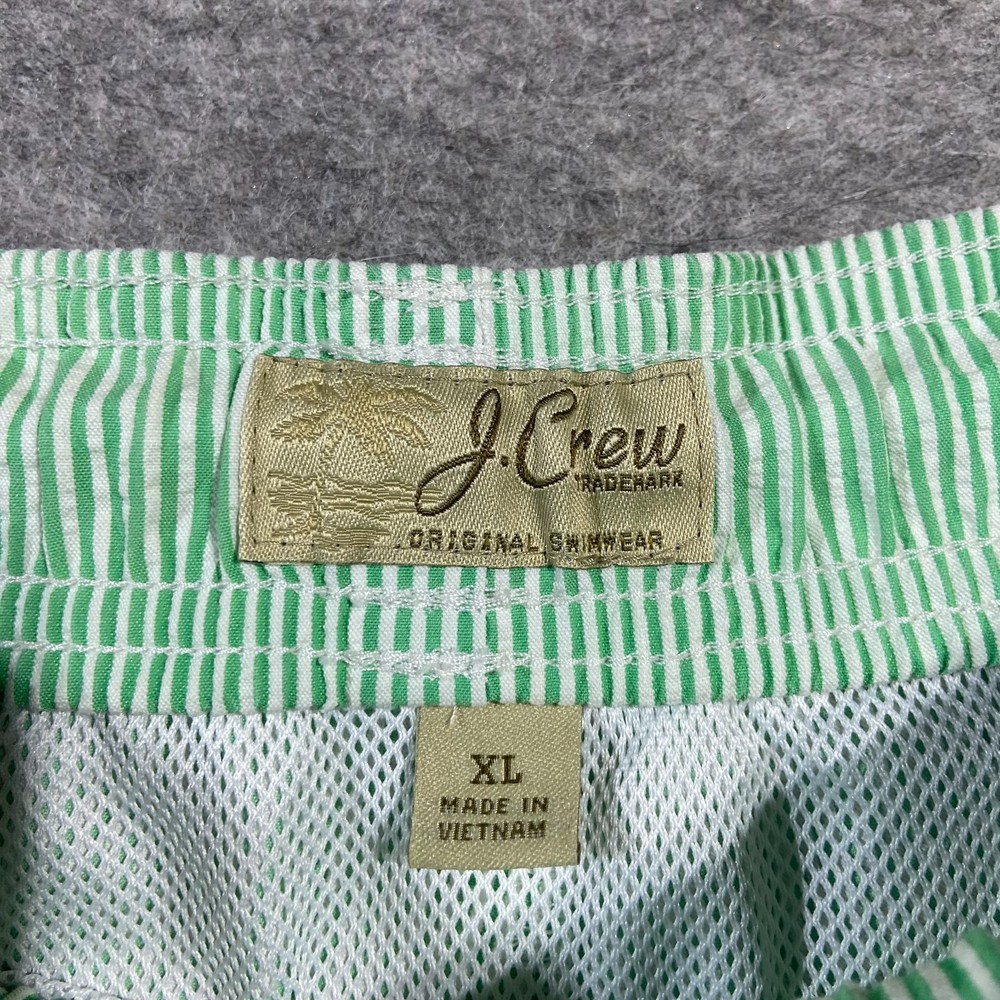 J.Crew
TRADEMARK
ORIGINAL SWIMWEAR
XL
MADE IN
VIETNAM